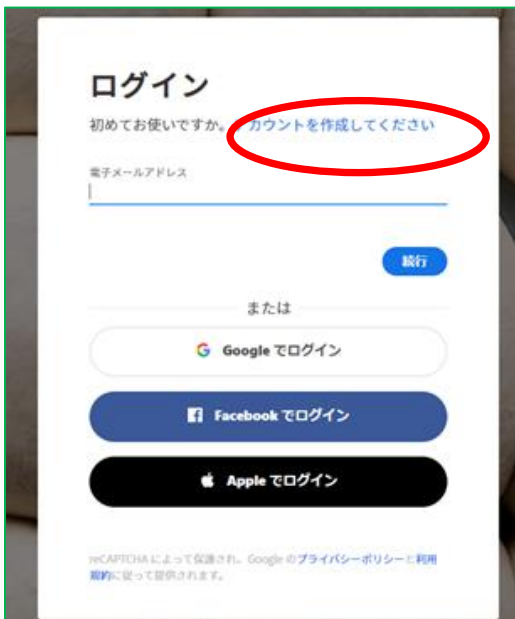 ログイン
初めてお使いですか。アカウントを作成してください
電子メールアドレス
続行
または
Google でログイン
Facebook でログイン
Apple でログイン
reCAPTCHA によって保護され、Google のプライバシーポリシーと利用
規約に従って提供されます。